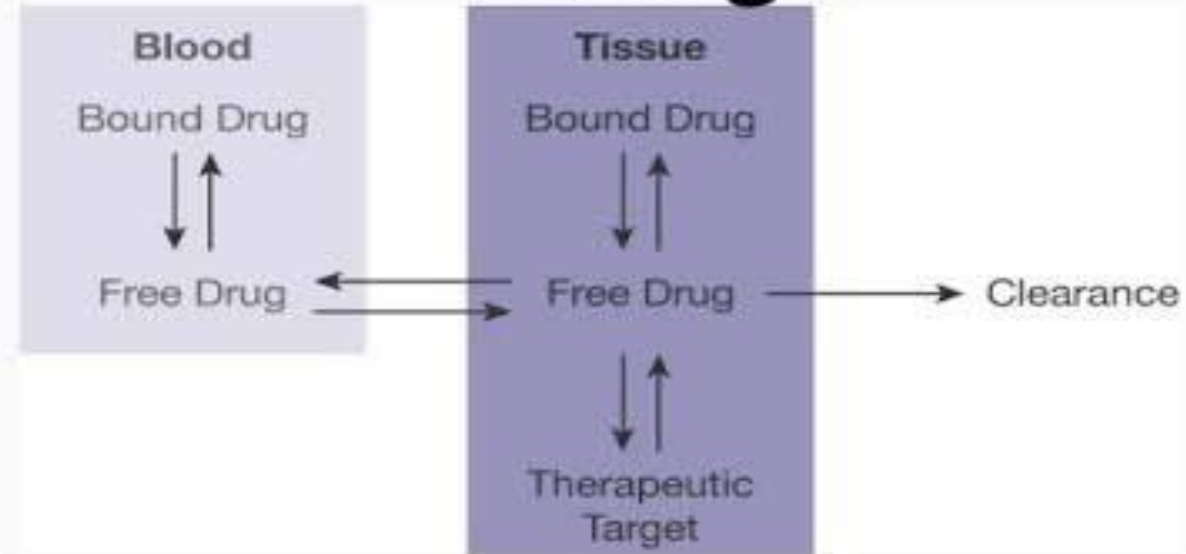 Blood
Bound Drug
Free Drug
Tissue
Bound Drug
Free Drug
Therapeutic
Target
Clearance